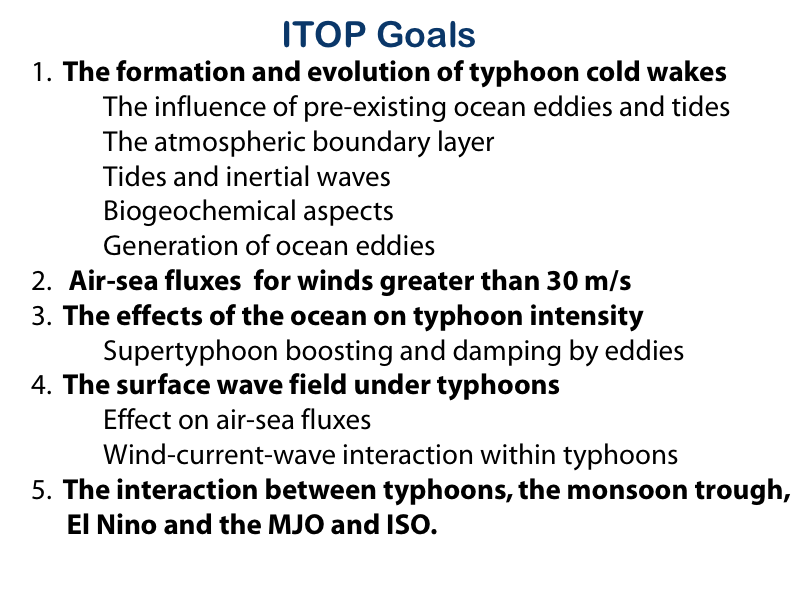 ITOP Goals
1. The formation and evolution of typhoon cold wakes
The influence of pre-existing ocean eddies and tides
The atmospheric boundary layer
Tides and inertial waves
Biogeochemical aspects
Generation of ocean eddies
2. Air-sea fluxes for winds greater than 30 m/s
3. The effects of the ocean on typhoon intensity
Supertyphoon boosting and damping by eddies
4. The surface wave field under typhoons
Effect on air-sea fluxes
Wind-current-wave interaction within typhoons
5. The interaction between typhoons, the monsoon trough,
El Nino and the MJO and ISO.